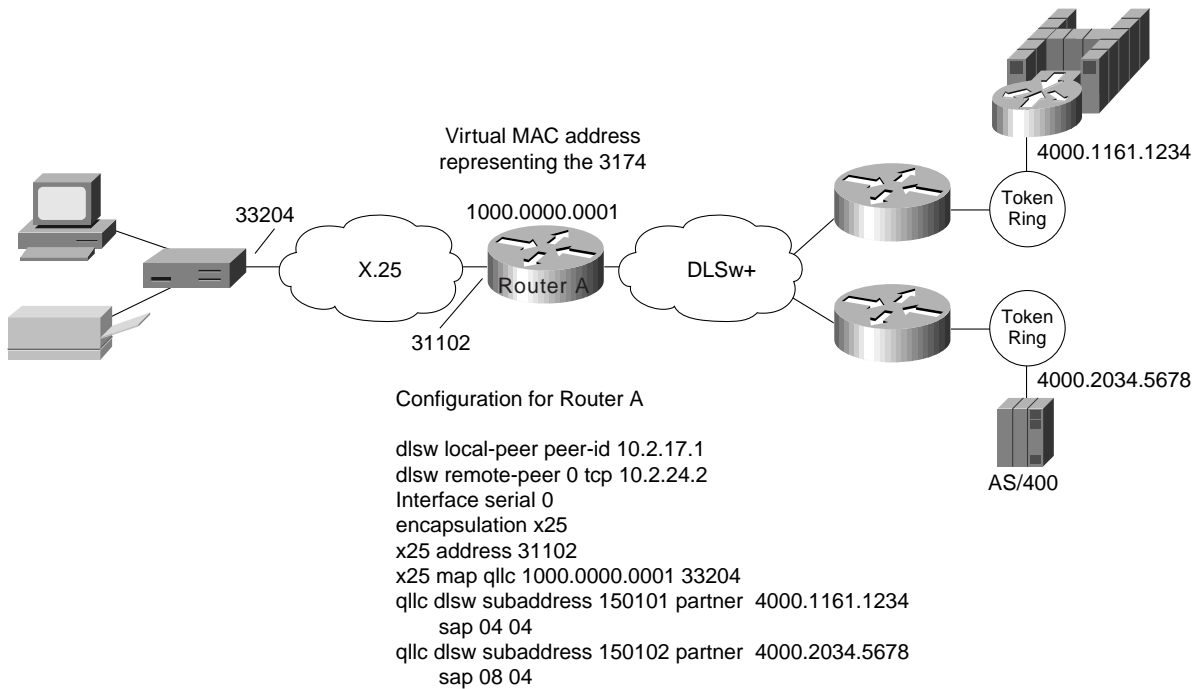 Virtual MAC address
representing the 3174
4000.1161.1234
33204
1000.0000.0001
Token
Ring
X.25
Router A
DLSw+
31102
Token
Ring
4000.2034.5678
AS/400
Configuration for Router A
dlsw local-peer peer-id 10.2.17.1
dlsw remote-peer 0 tcp 10.2.24.2
Interface serial 0
encapsulation x25
x25 address 31102
x25 map qllc 1000.0000.0001 33204
qllc dlsw subaddress 150101 partner 4000.1161.1234
sap 04 04
qllc dlsw subaddress 150102 partner 4000.2034.5678
sap 08 04